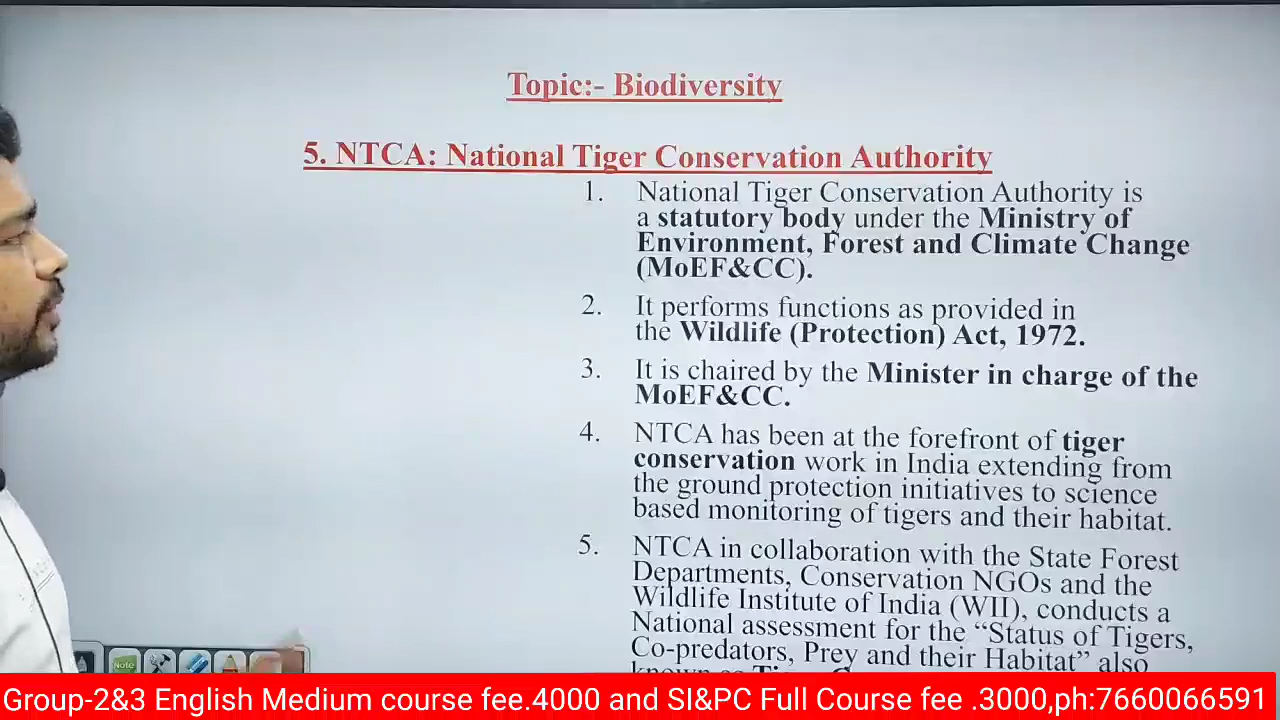 Topic:- Biodiversity
5. NTCA: National Tiger Conservation Authority
1. National Tiger Conservation Authority is
a statutory body under the Ministry of
Environment, Forest and Climate Change
(MoEF&CC).
2. It performs functions as provided in
the Wildlife (Protection) Act, 1972.
3. It is chaired by the Minister in charge of the
MoEF&CC.
4. NTCA has been at the forefront of tiger
conservation work in India extending from
the ground protection initiatives to science
based monitoring of tigers and their habitat.
5. NTCA in collaboration with the State Forest
Departments, Conservation NGOs and the
Wildlife Institute of India (WII), conducts a
National assessment for the “Status of Tigers,
Co-predators, Prey and their Habitat” also
known as
Note
Group-2&3 English Medium course fee.4000 and SI&PC Full Course fee .3000,ph:7660066591